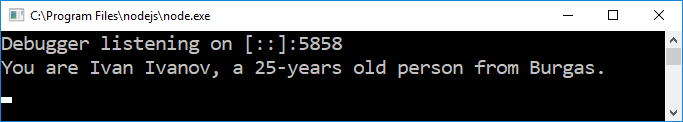 C:\Program Files\nodejs\node.exe
Debugger listening on [::]:5858
You are Ivan Ivanov, a 25-years old person from Burgas.